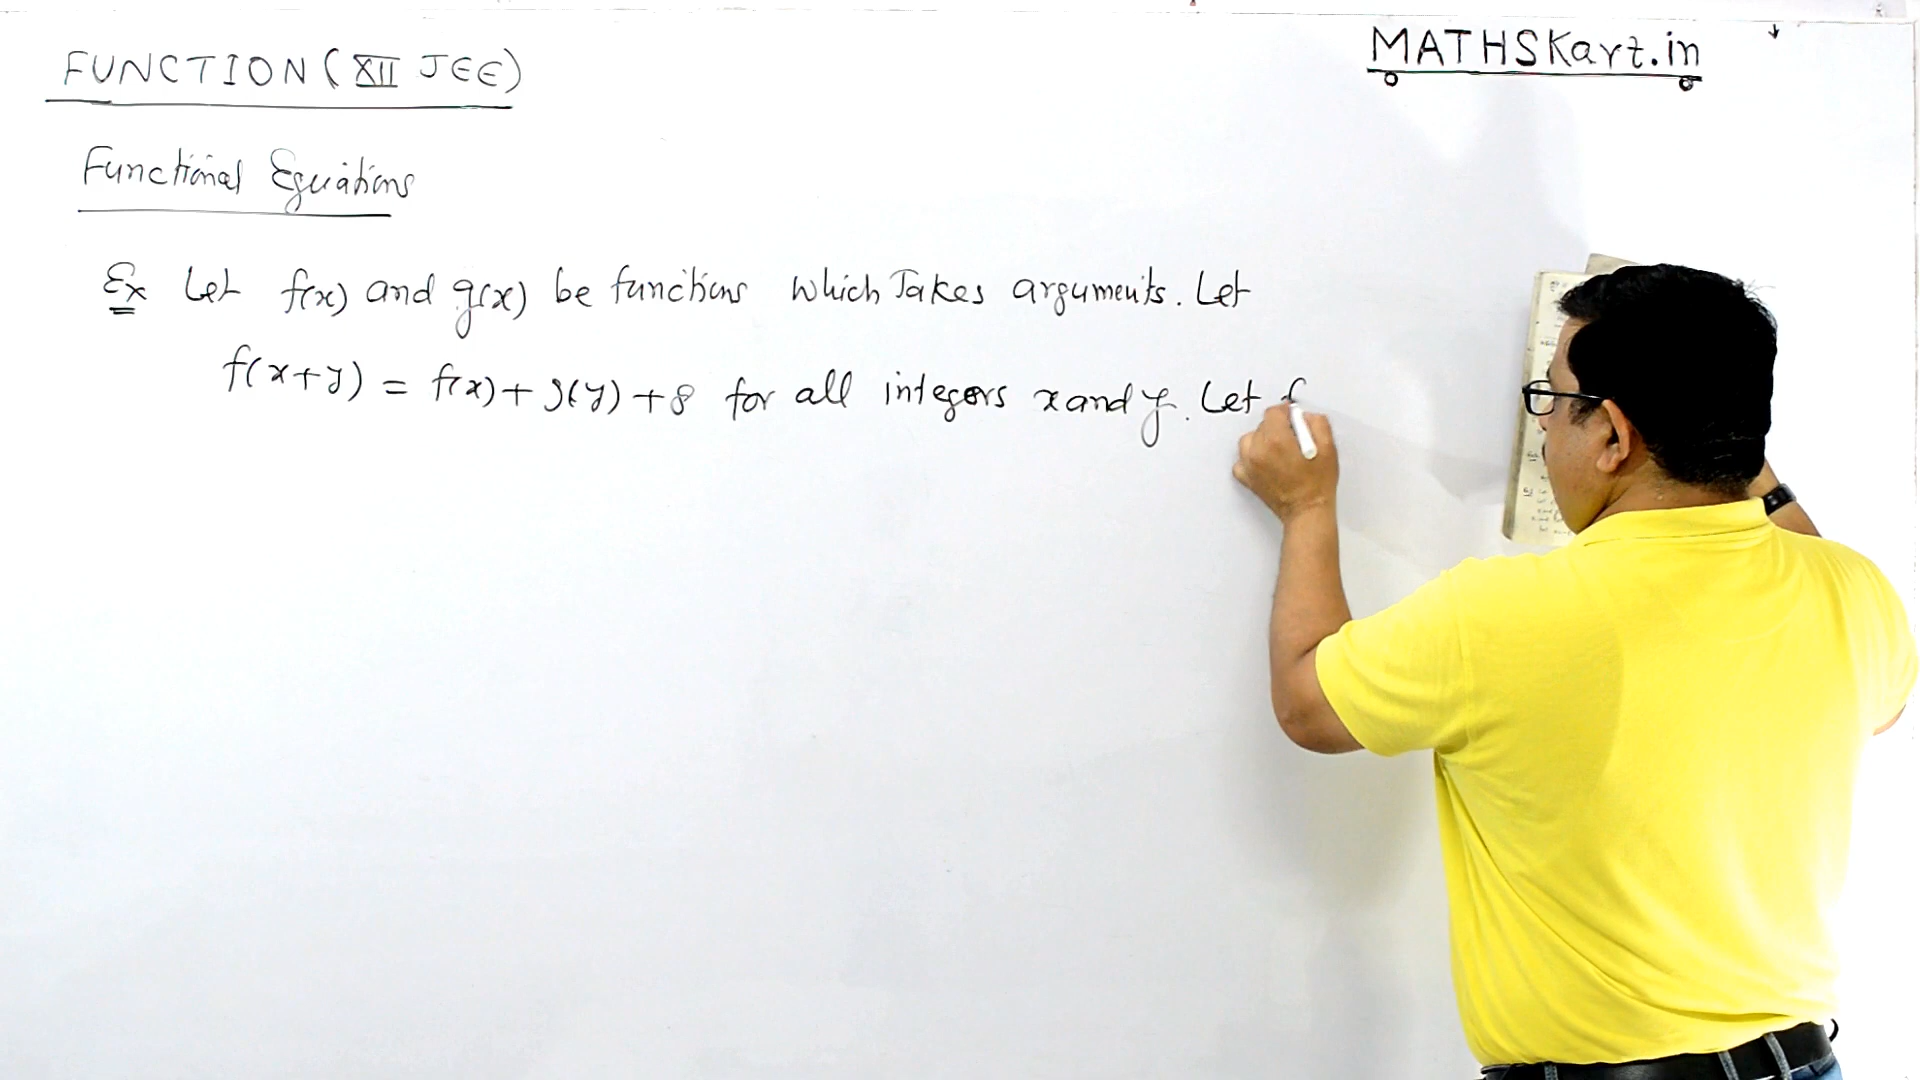 FUNCTION (XII JEE)
MATHSKart.in
Functional Equations
Ex Let f(x) and g(x) be functions which Takes arguments. Let
f(x+y) = f(x) + g(y) + 8 for all integers x and y. Let f